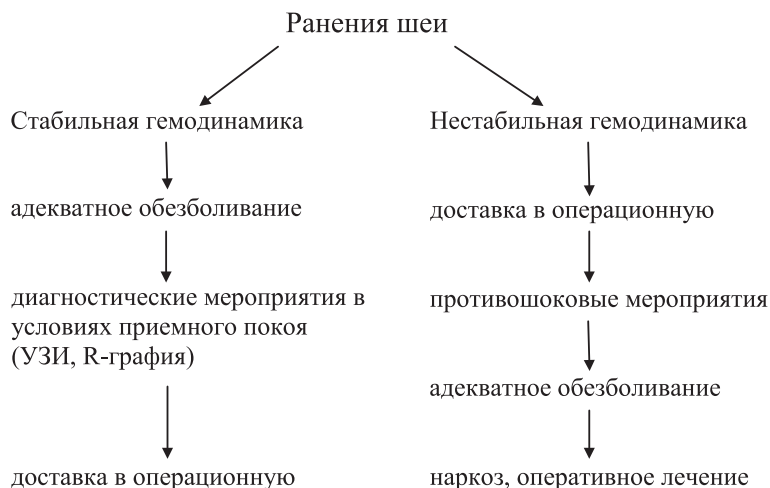 Ранения шеи
Стабильная гемодинамика
адекватное обезболивание
диагностические мероприятия в
условиях приемного покоя
(УЗИ, R-графия)
доставка в операционную
Нестабильная гемодинамика
доставка в операционную
противошоковые мероприятия
адекватное обезболивание
наркоз, оперативное лечение